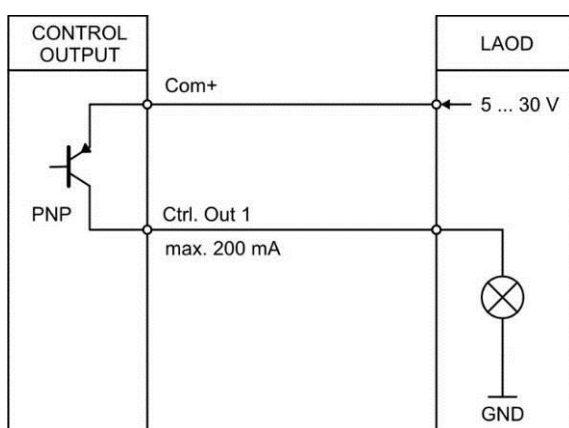 CONTROL
OUTPUT
LAOD
Com+
5 ... 30 V
PNP
Ctrl. Out 1
max. 200 mA
GND